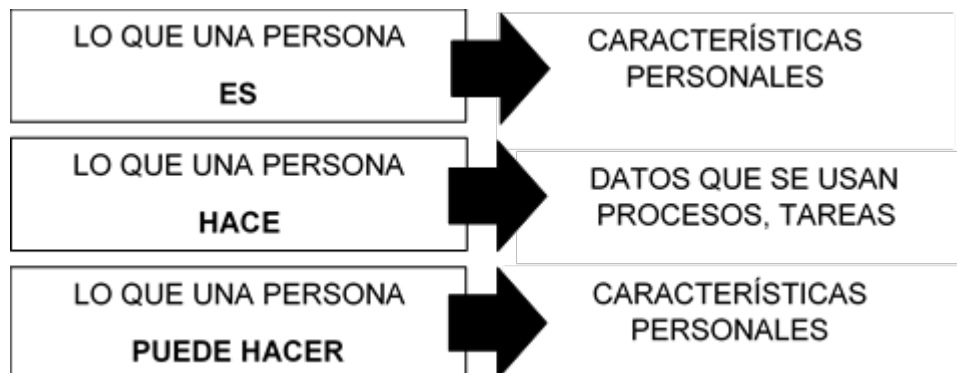 LO QUE UNA PERSONA
ES
CARACTERÍSTICAS
PERSONALES
LO QUE UNA PERSONA
HACE
DATOS QUE SE USAN
PROCESOS, TAREAS
LO QUE UNA PERSONA
PUEDE HACER
CARACTERÍSTICAS
PERSONALES